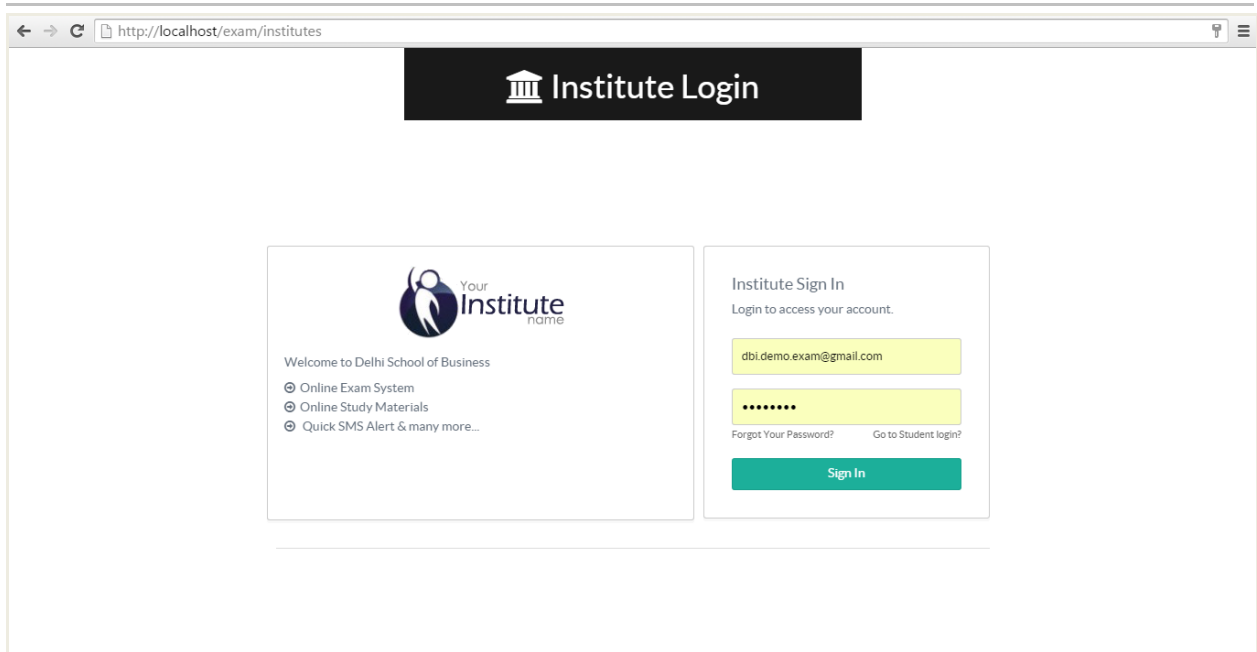 http://localhost/exam/institutes
Institute Login
Your
Institute
name
Welcome to Delhi School of Business
Online Exam System
Online Study Materials
Quick SMS Alert & many more...
Institute Sign In
Login to access your account.
dbi.demo.exam@gmail.com
••••••••
Forgot Your Password? Go to Student login?
Sign In